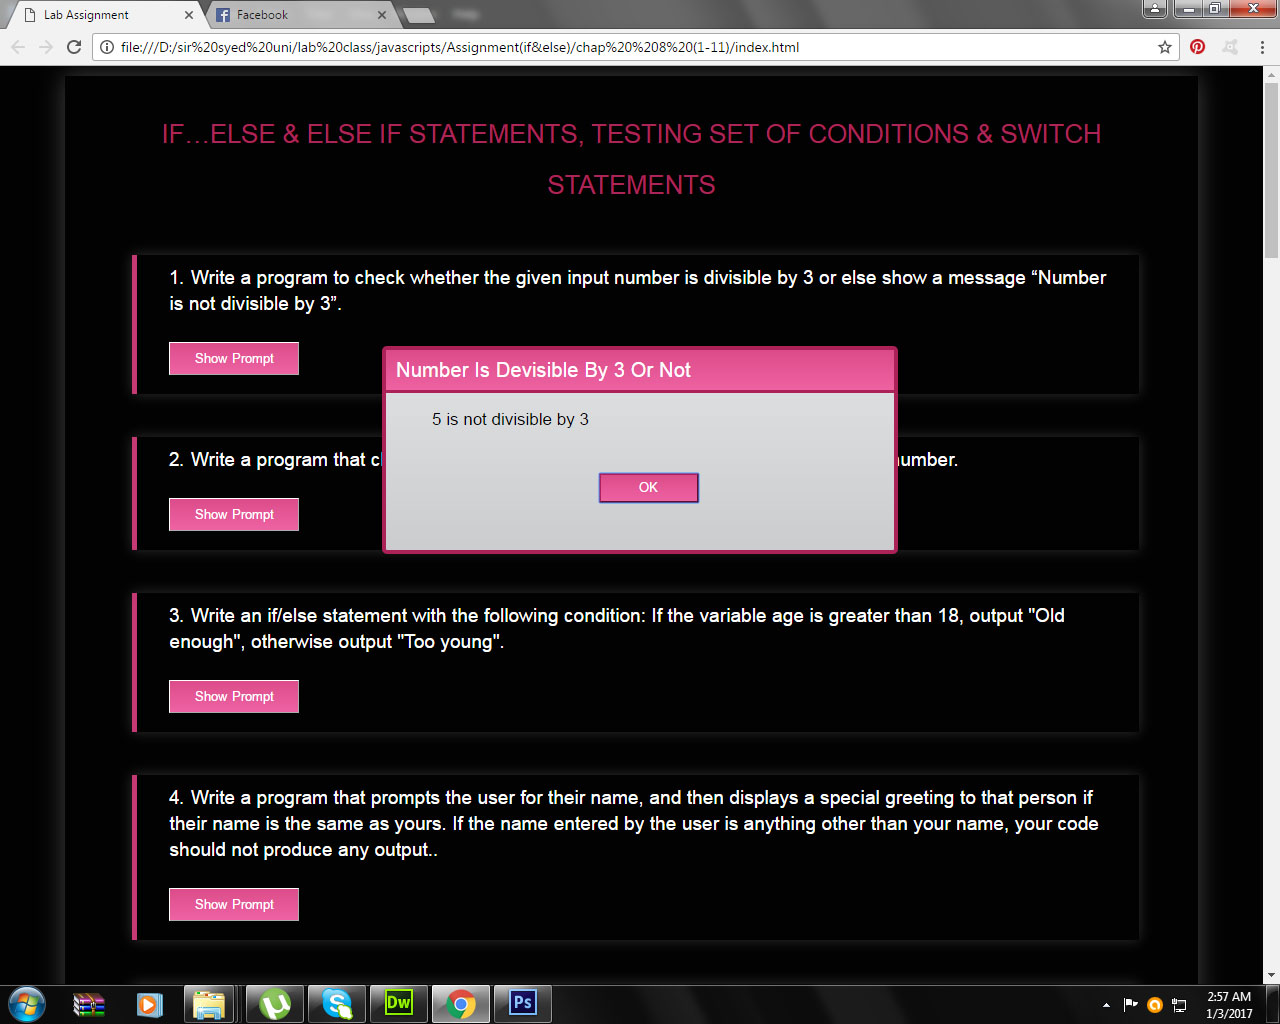 Lab Assignment
Facebook
Help
file:///D:/sir%20syed%20uni/lab%20class/javascripts/Assignment(if&else)/chap%20%208%20(1-11)/index.html
IF…ELSE & ELSE IF STATEMENTS, TESTING SET OF CONDITIONS & SWITCH
STATEMENTS
1. Write a program to check whether the given input number is divisible by 3 or else show a message “Number
is not divisible by 3”.
Show Prompt
Number Is Devisible By 3 Or Not
5 is not divisible by 3
OK
2. Write a program that
Show Prompt
3. Write an if/else statement with the following condition: If the variable age is greater than 18, output "Old
enough", otherwise output "Too young".
Show Prompt
4. Write a program that prompts the user for their name, and then displays a special greeting to that person if
their name is the same as yours. If the name entered by the user is anything other than your name, your code
should not produce any output..
Show Prompt
Dw
Ps
2:57 AM
1/3/2017